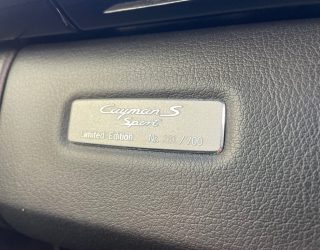 Cayman S
Sport
Limited Edition № /700